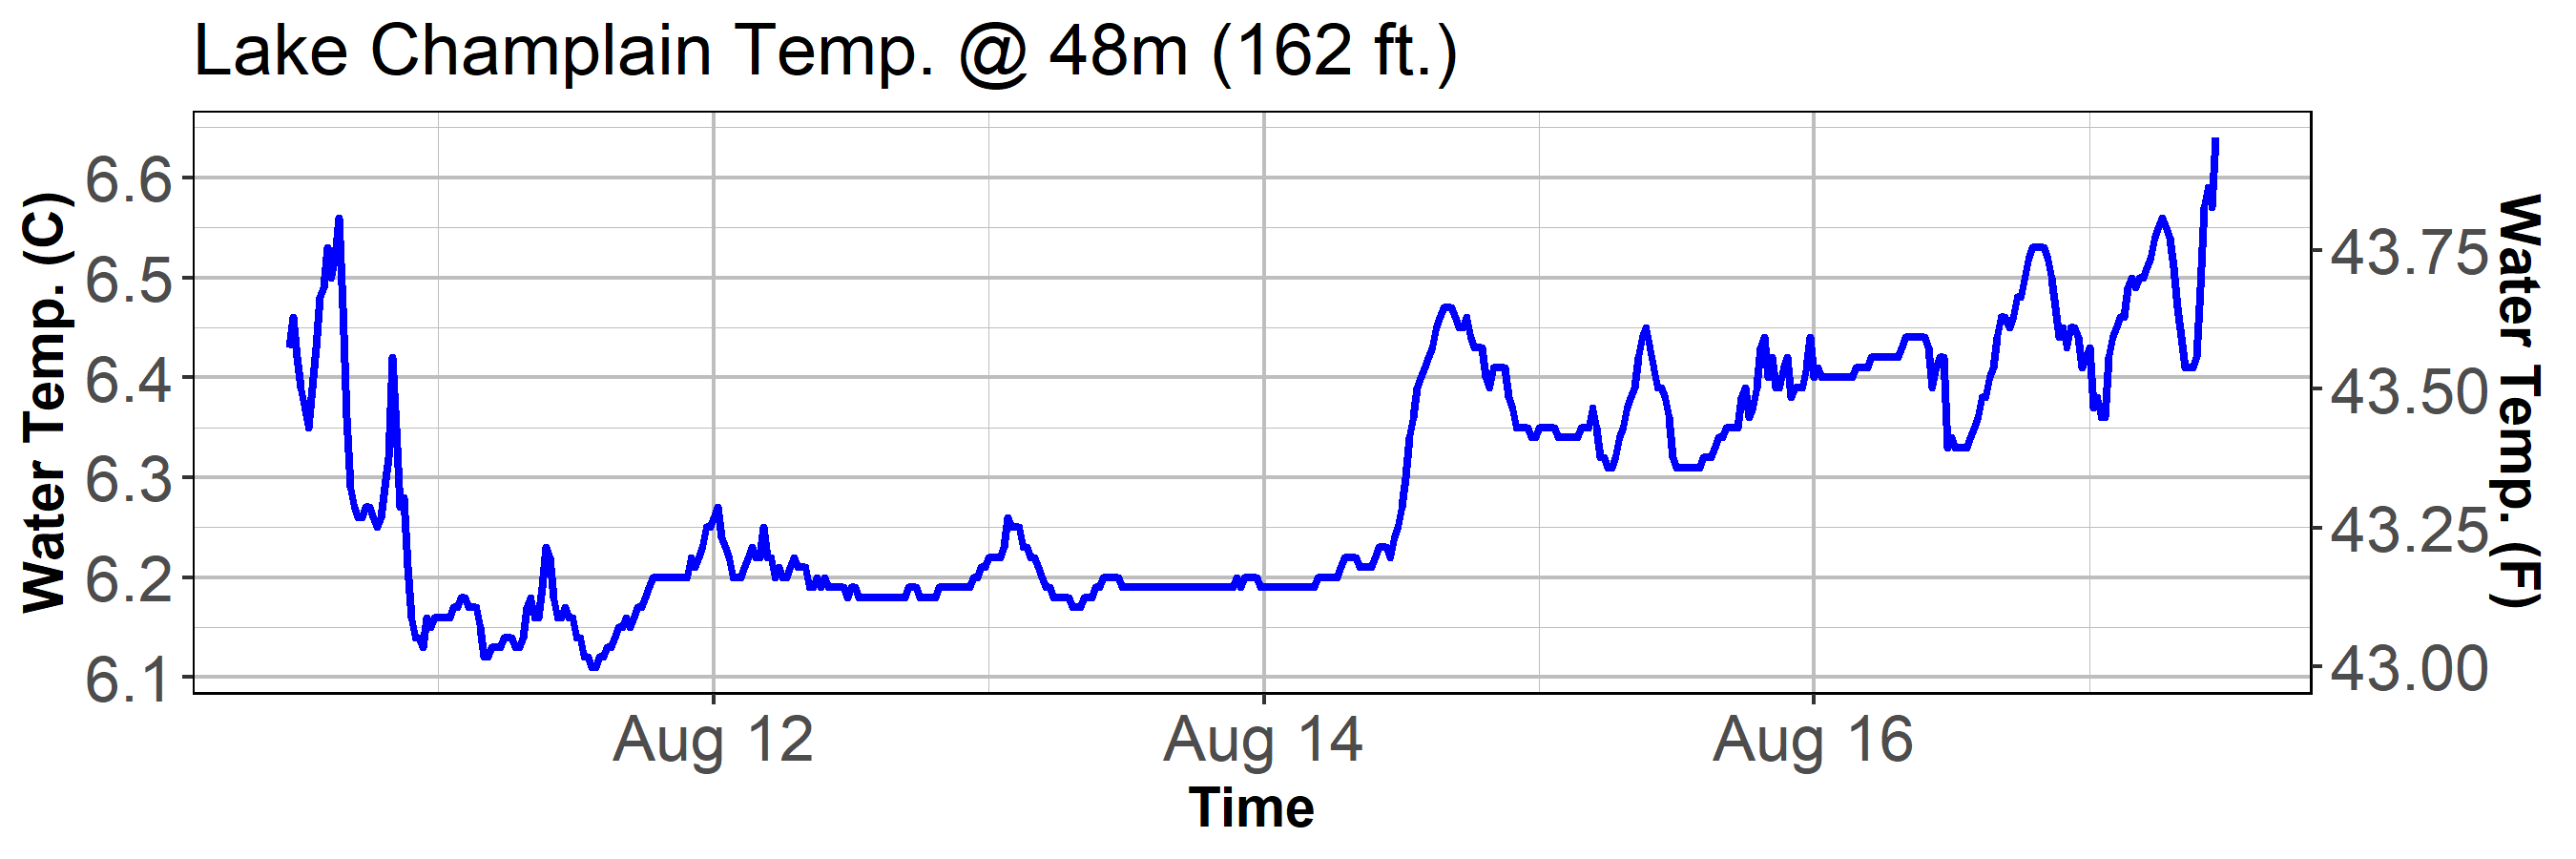 Lake Champlain Temp. @ 48m (162 ft.)
Water Temp. (C)
6.6
6.5
6.4
6.3
6.2
6.1
43.75
43.50
43.25
43.00
Water Temp. (F)
Aug 12
Aug 14
Aug 16
Time